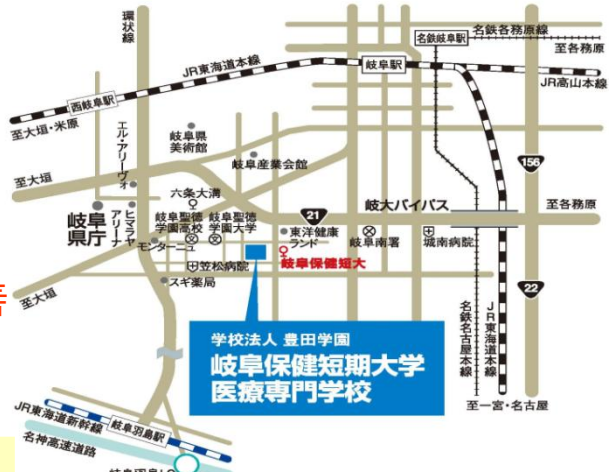 環状線
名鉄岐阜駅
名鉄各務原線
至各務原
JR東海道本線
岐阜駅
JR高山本線
西岐阜駅
至大垣・米原
エル・アリーヴォ
岐阜県
美術館
岐阜産業会館
156
至大垣
六条大溝
21
岐大バイパス
至各務原
岐阜
県庁
ヒマラヤ
アリーナ
岐阜聖徳
学園高校
岐阜聖徳
学園大学
東洋健康
ランド
岐阜南署
城南病院
モンターニュ
笠松病院
岐阜保健短大
スギ薬局
至大垣
22
名鉄名古屋本線
JR東海道本線
学校法人 豊田学園
岐阜保健短期大学
医療専門学校
至一宮・名古屋
JR東海道新幹線
岐阜羽島駅
名神高速道路